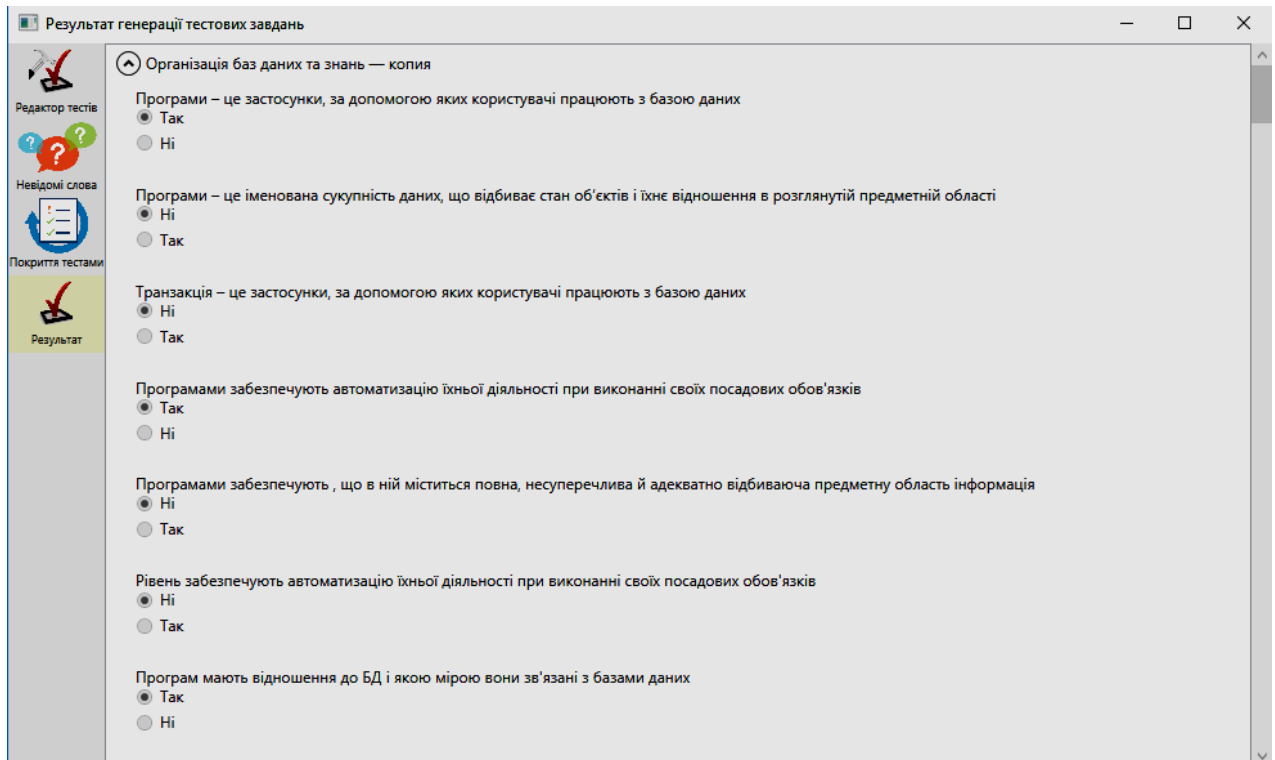 Результат генерації тестових завдань
Редактор тестів
Невідомі слова
Покриття тестами
Результат
Організація баз даних та знань — копия
Програми – це застосунки, за допомогою яких користувачі працюють з базою даних
Так
Ні
Програми – це іменована сукупність даних, що відбиває стан об'єктів і їхнє відношення в розглянутій предметній області
Ні
Так
Транзакція – це застосунки, за допомогою яких користувачі працюють з базою даних
Ні
Так
Програмами забезпечують автоматизацію їхньої діяльності при виконанні своїх посадових обов'язків
Так
Ні
Програмами забезпечують , що в ній міститься повна, несуперечлива й адекватно відбиваюча предметну область інформація
Ні
Так
Рівень забезпечують автоматизацію їхньої діяльності при виконанні своїх посадових обов'язків
Ні
Так
Програм мають відношення до БД і якою мірою вони зв'язані з базами даних
Так
Ні